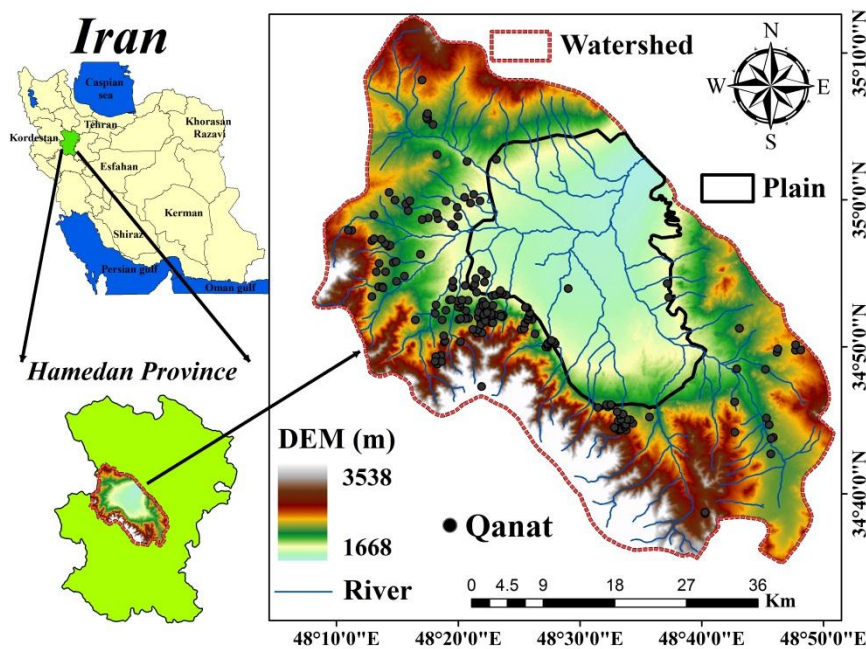 Iran
Caspian
sea
Kordestan
Tehran
Khorasan
Razavi
Esfahan
Kerman
Shiraz
Persian gulf
Oman gulf
Hamedan Province
Watershed
N
W
E
S
Plain
DEM (m)
3538
1668
River
Qanat
0 4.5 9 18 27 36
Km
48°10'0"E 48°20'0"E 48°30'0"E 48°40'0"E 48°50'0"E
35°10'0"N
35°0'0"N
34°50'0"N
34°40'0"N